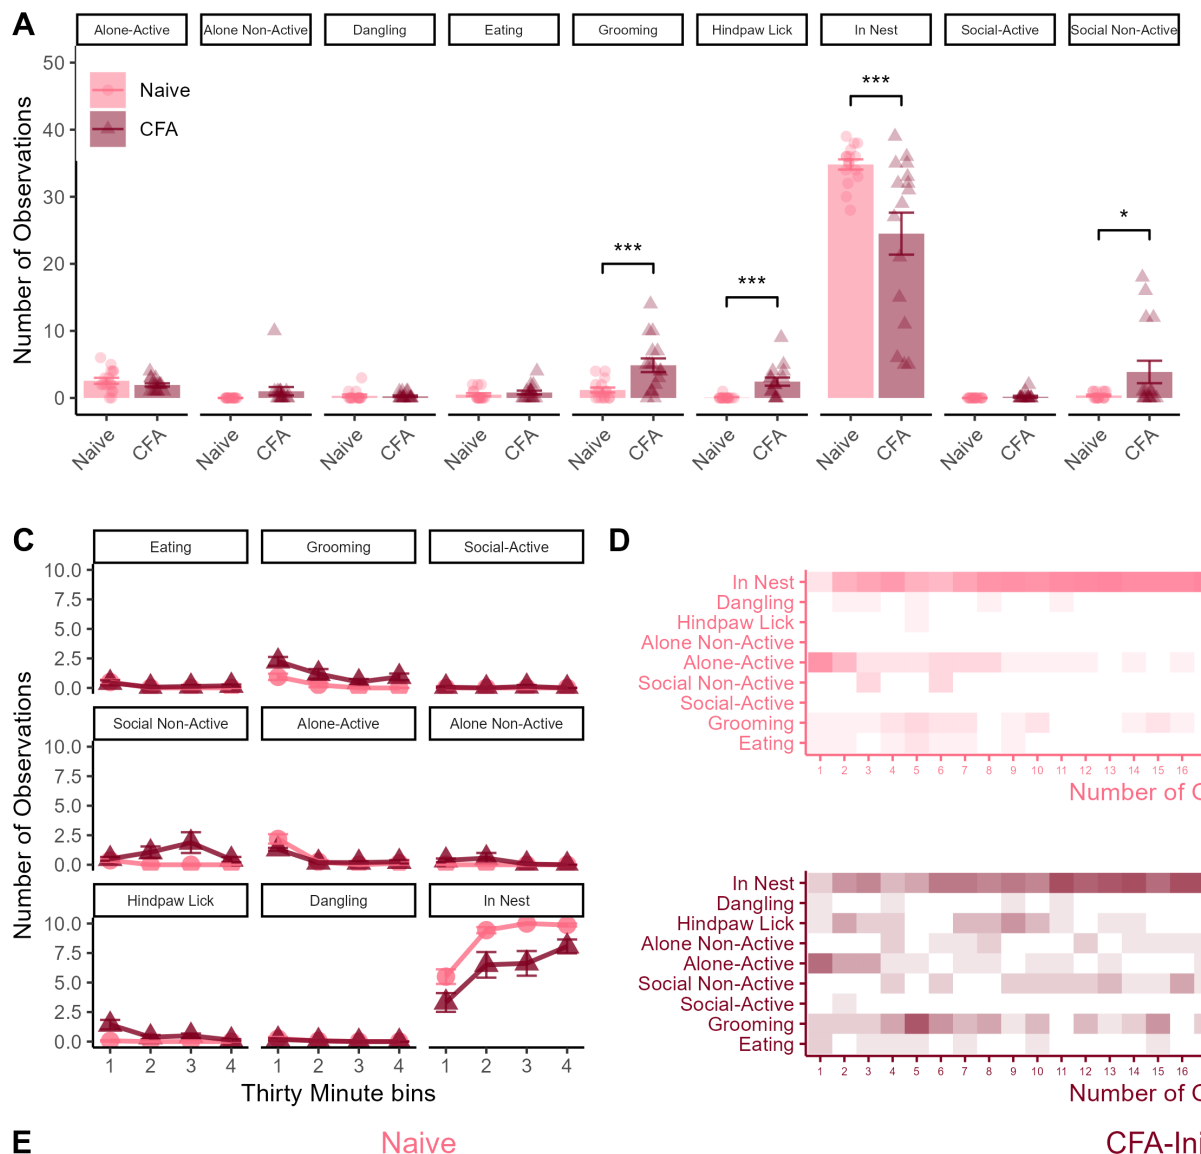 A
Alone-Active
Alone Non-Active
Dangling
Eating
Grooming
Hindpaw Lick
In Nest
Social-Active
Social Non-Active
Number of Observations
50
40
30
20
10
0
Naive
CFA
***
***
***
*
Naive CFA Naive CFA Naive CFA Naive CFA Naive CFA Naive CFA Naive CFA Naive CFA Naive CFA
C
Number of Observations
Eating
Grooming
Social-Active
10.0
7.5
5.0
2.5
0.0
Social Non-Active
Alone-Active
Alone Non-Active
10.0
7.5
5.0
2.5
0.0
Hindpaw Lick
Dangling
In Nest
10.0
7.5
5.0
2.5
0.0
1 2 3 4 1 2 3 4 1 2 3 4
Thirty Minute bins
D
In Nest
Dangling
Hindpaw Lick
Alone Non-Active
Alone-Active
Social Non-Active
Social-Active
Grooming
Eating
1 2 3 4 5 6 7 8 9 10 11 12 13 14 15 16
Number of O
In Nest
Dangling
Hindpaw Lick
Alone Non-Active
Alone-Active
Social Non-Active
Social-Active
Grooming
Eating
1 2 3 4 5 6 7 8 9 10 11 12 13 14 15 16
Number of O
E
Naive
CFA-Ini